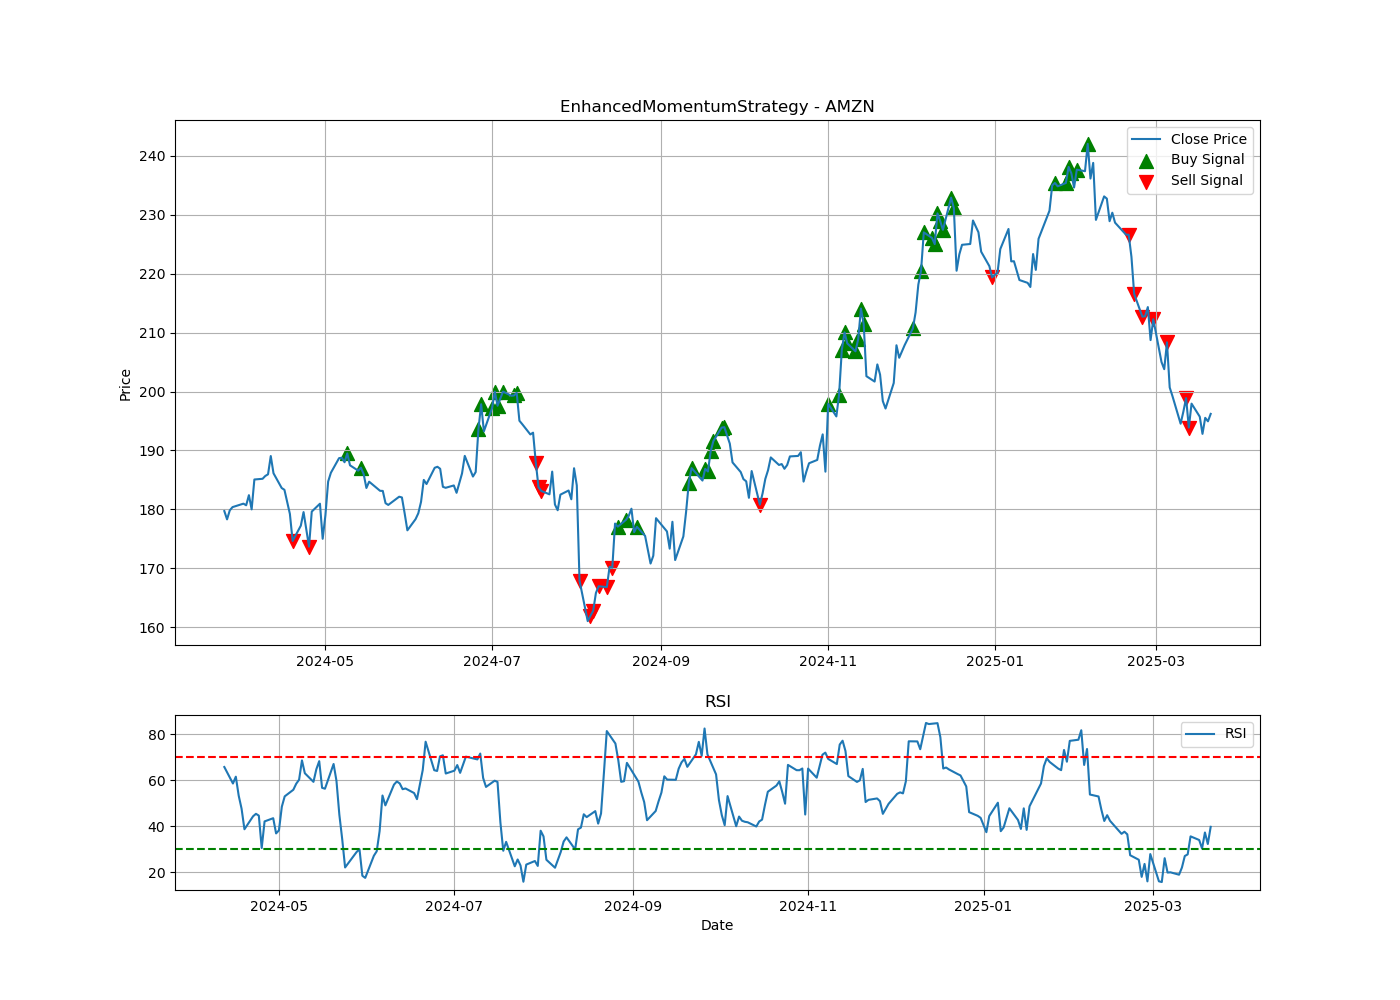 EnhancedMomentumStrategy - AMZN
Close Price
Buy Signal
Sell Signal
Price
240
230
220
210
200
190
180
170
160
2024-05 2024-07 2024-09 2024-11 2025-01 2025-03
RSI
RSI
80
60
40
20
2024-05 2024-07 2024-09 2024-11 2025-01 2025-03
Date